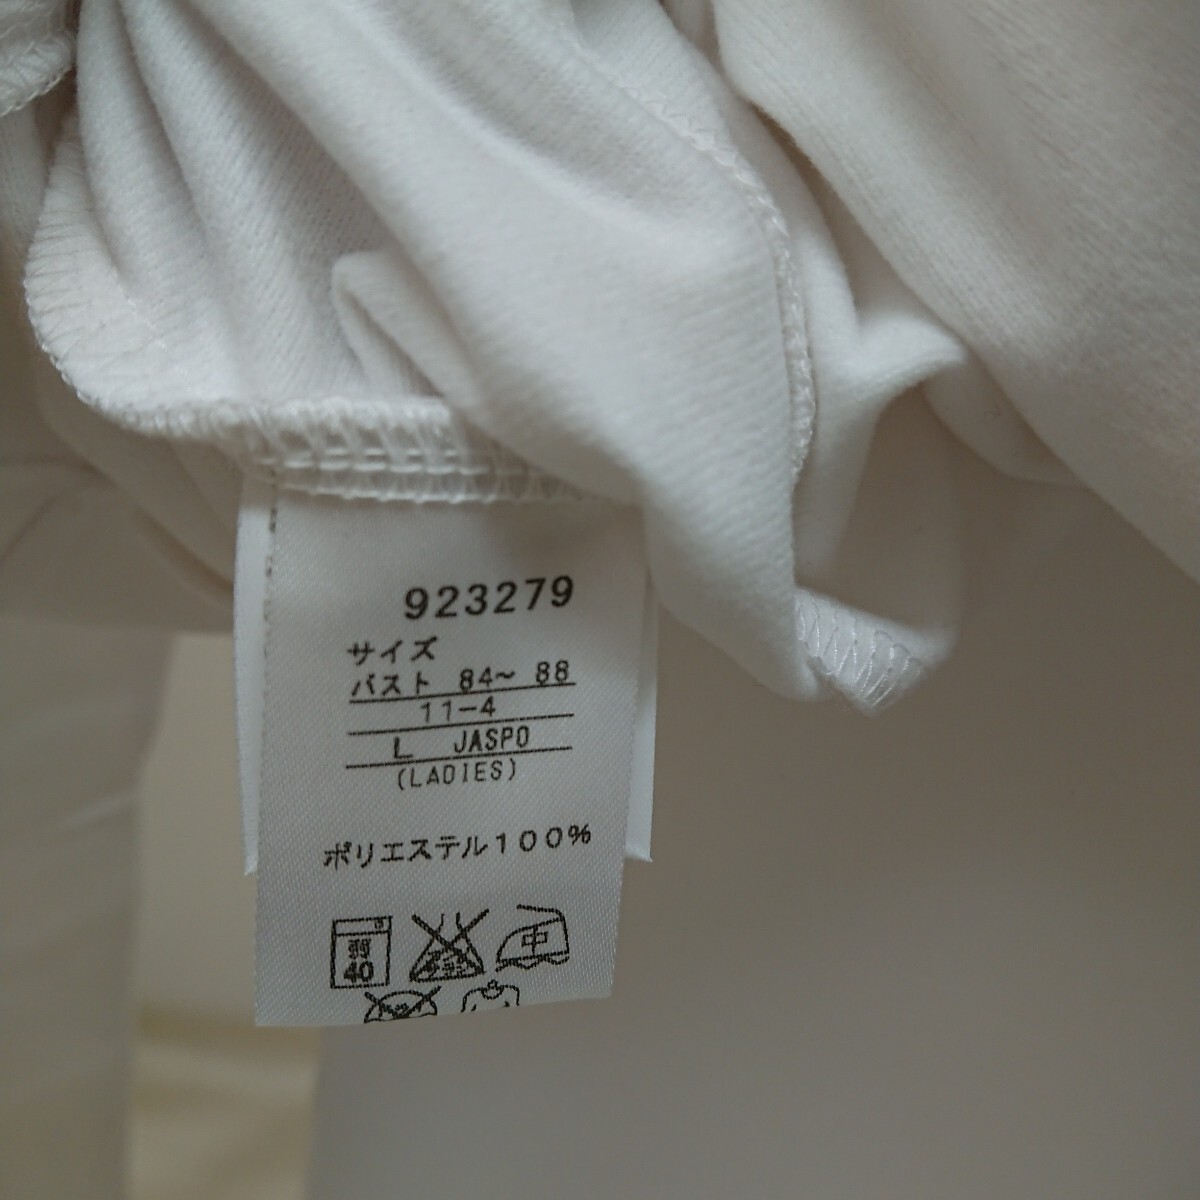 923279
サイズ
バスト 84～ 88
11-4
L JASPO
(LADIES)
ポリエステル100%
弱
40
中